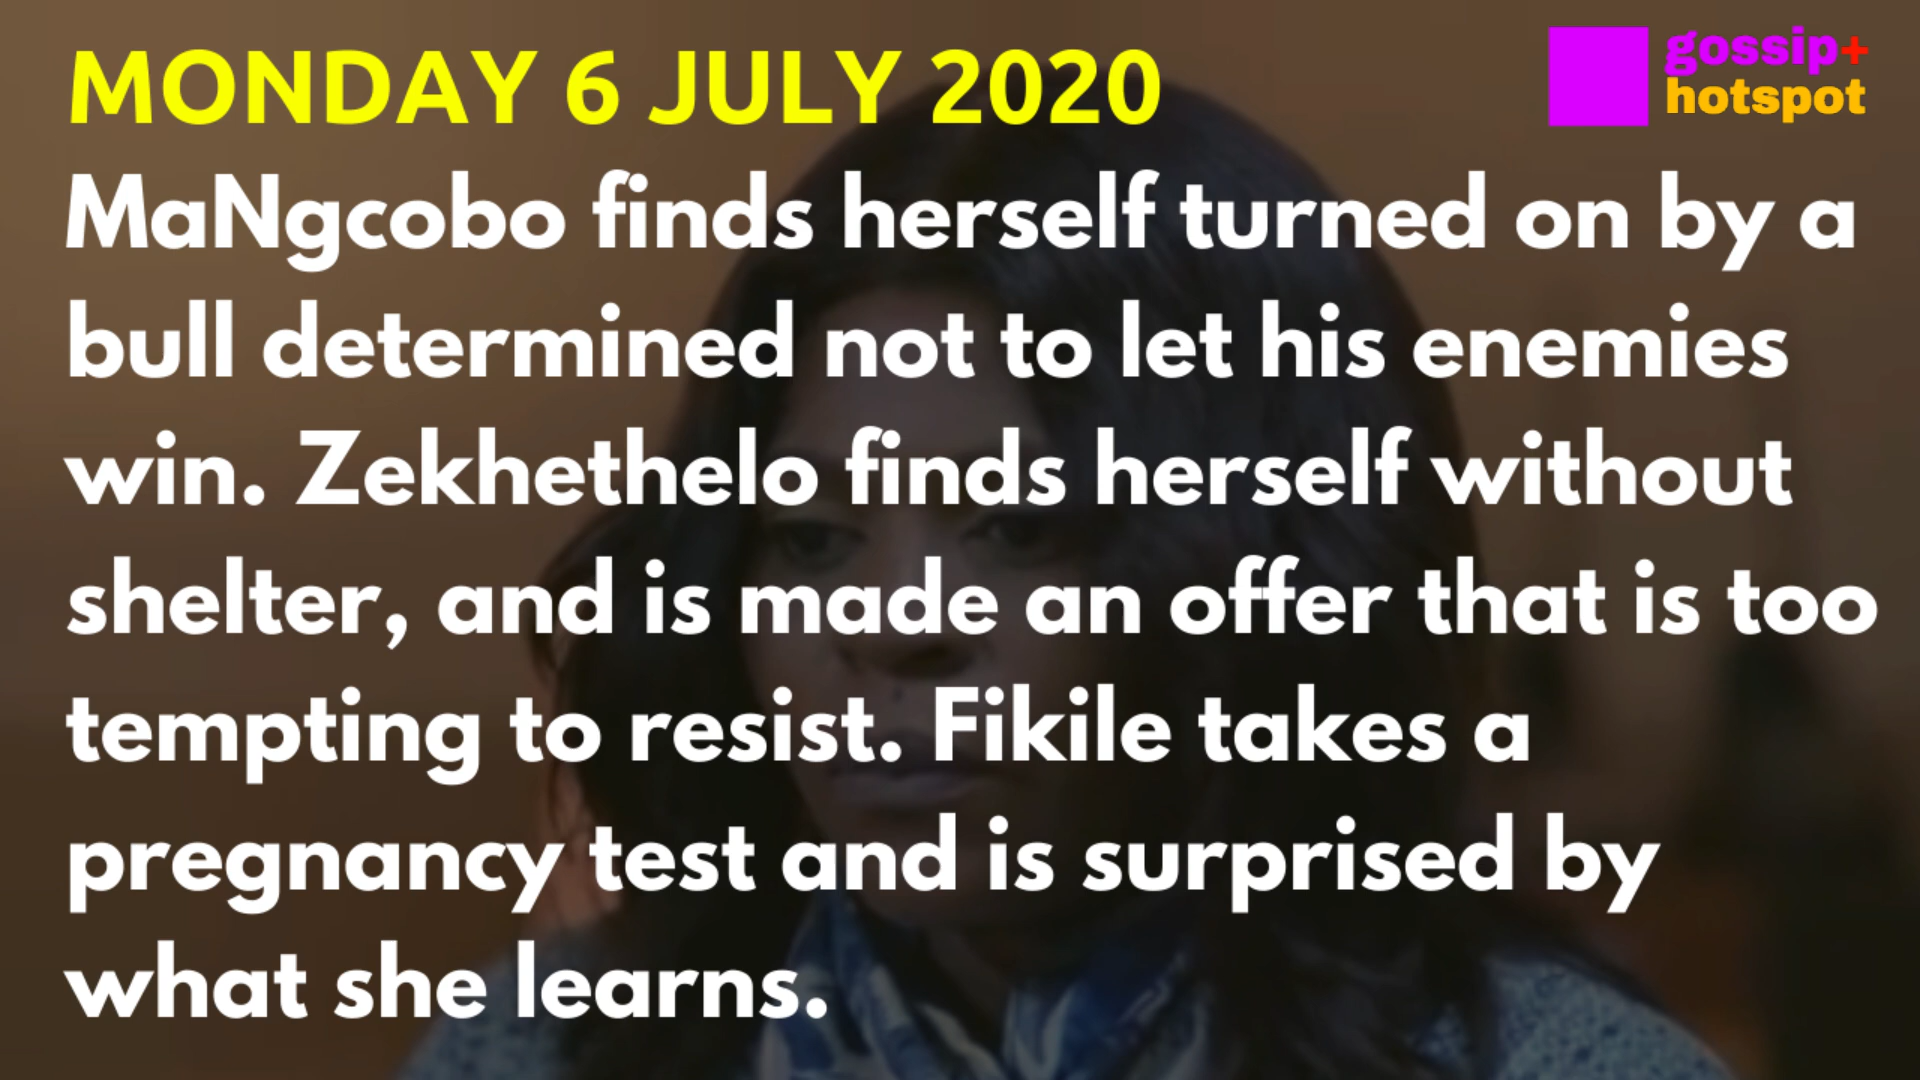 MONDAY 6 JULY 2020
gossip+
hotspot
MaNgcobo finds herself turned on by a
bull determined not to let his enemies
win. Zekhethelo finds herself without
shelter, and is made an offer that is too
tempting to resist. Fikile takes a
pregnancy test and is surprised by
what she learns.